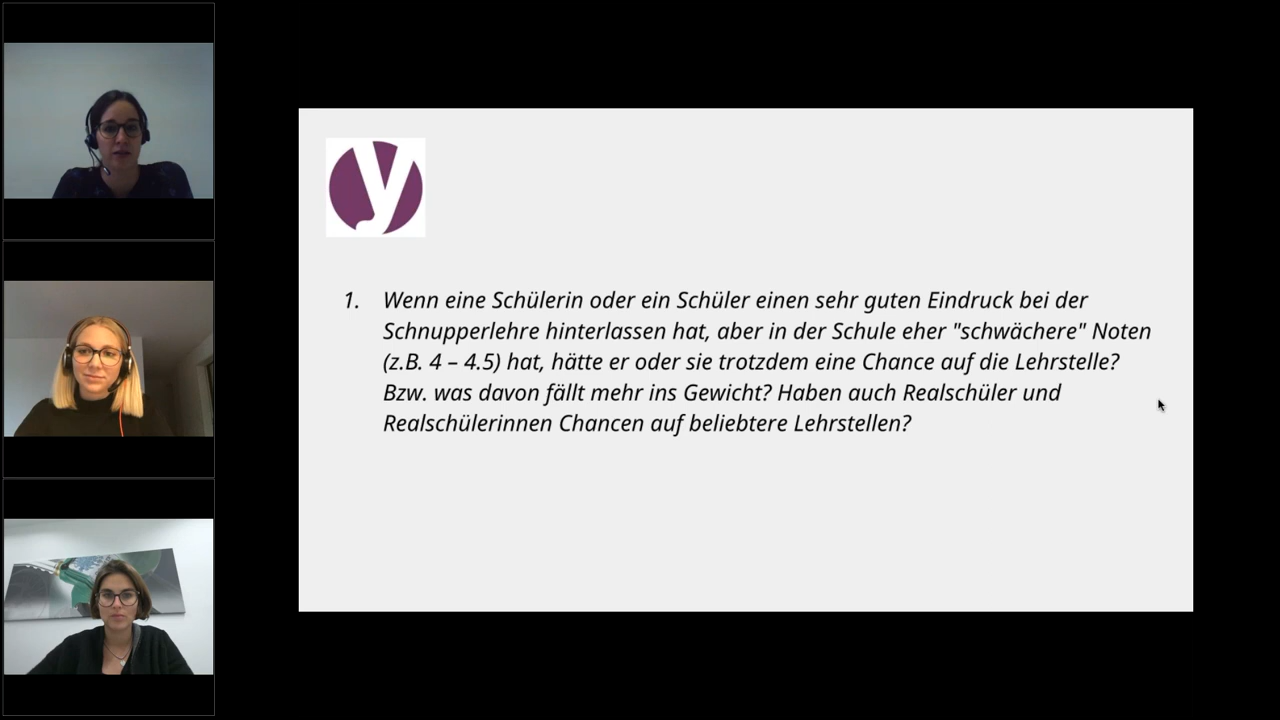 y
1. Wenn eine Schülerin oder ein Schüler einen sehr guten Eindruck bei der
Schnupperlehre hinterlassen hat, aber in der Schule eher "schwächere" Noten
(z.B. 4 – 4.5) hat, hätte er oder sie trotzdem eine Chance auf die Lehrstelle?
Bzw. was davon fällt mehr ins Gewicht? Haben auch Realschüler und
Realschülerinnen Chancen auf beliebtere Lehrstellen?